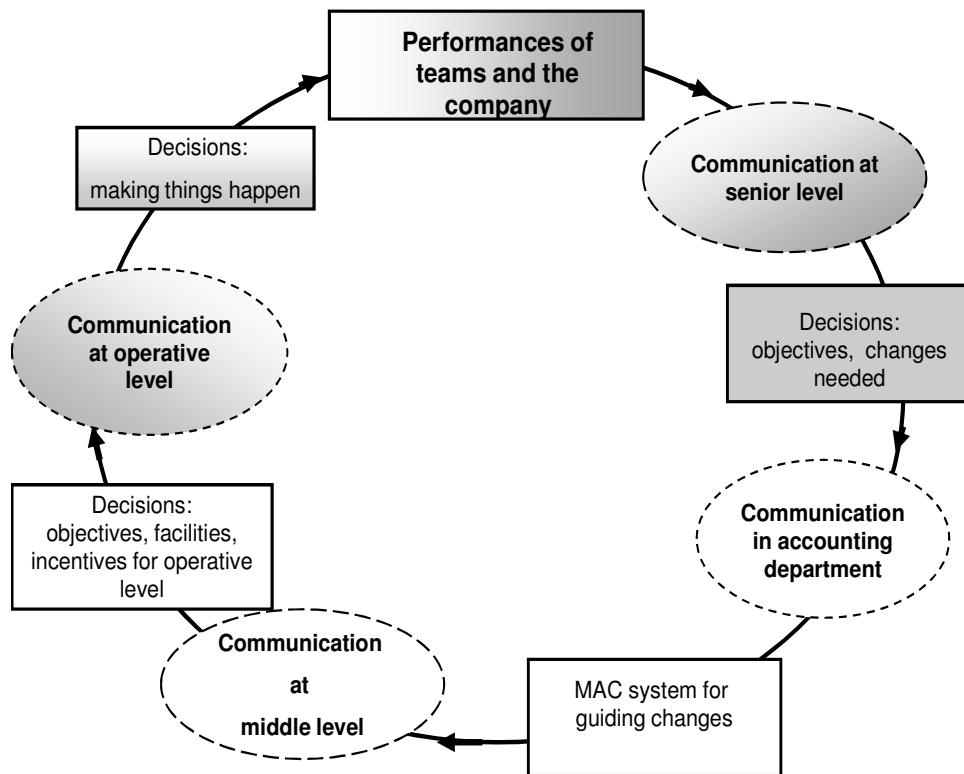 Performances of
teams and the
company
Communication at
senior level
Decisions:
objectives, changes
needed
Communication
in accounting
department
MAC system for
guiding changes
Communication
at
middle level
Decisions:
objectives, facilities,
incentives for operative
level
Communication
at operative
level
Decisions:
making things happen